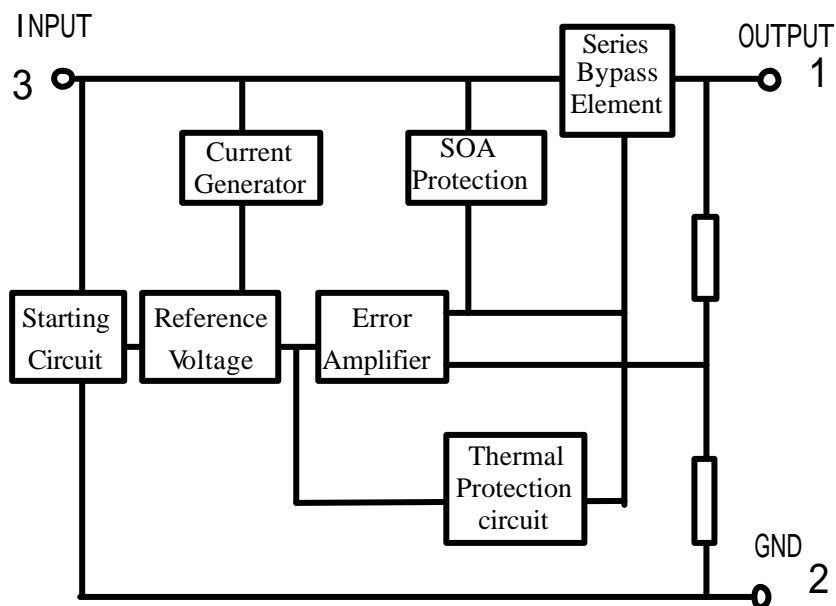 INPUT
3
Series
Bypass
Element
OUTPUT
1
Current
Generator
SOA
Protection
Starting
Circuit
Reference
Voltage
Error
Amplifier
Thermal
Protection
circuit
GND
2